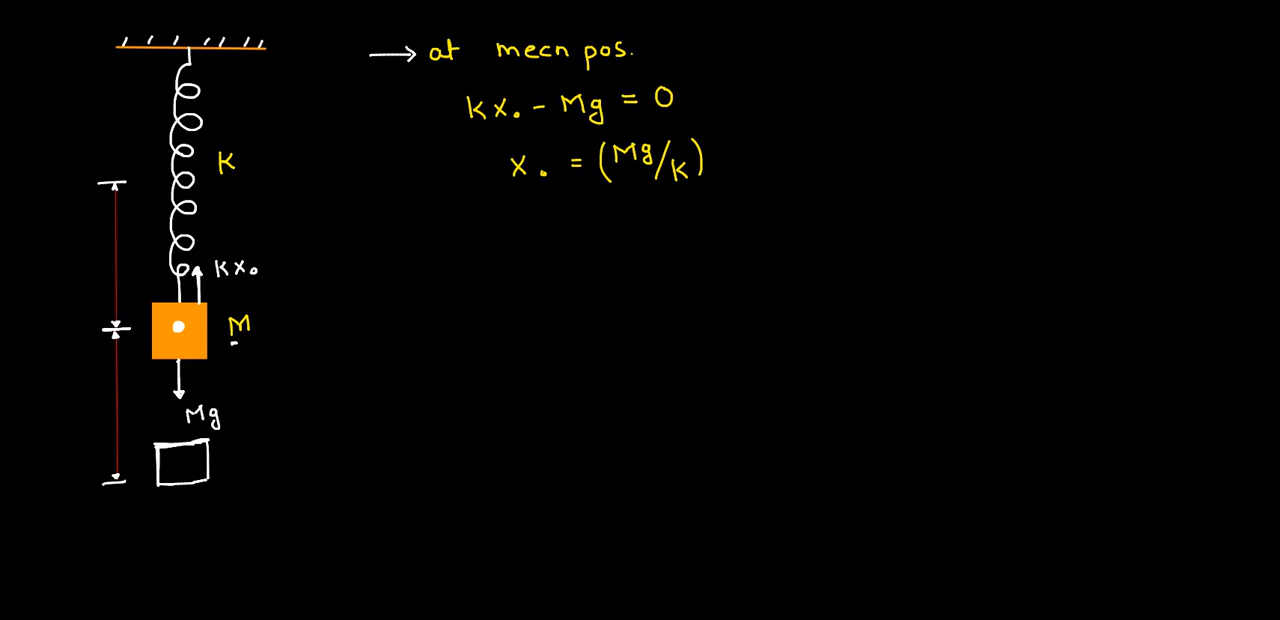 → at mecn pos.
Kx₀ - Mg = 0
x₀ = (Mg/K)
K
Kx₀
M
Mg